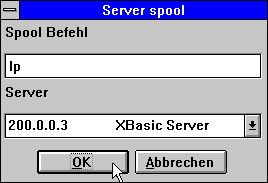 Server spool
Spool Befehl
lp
Server
200.0.0.3 XBasic Server
OK Abbrechen